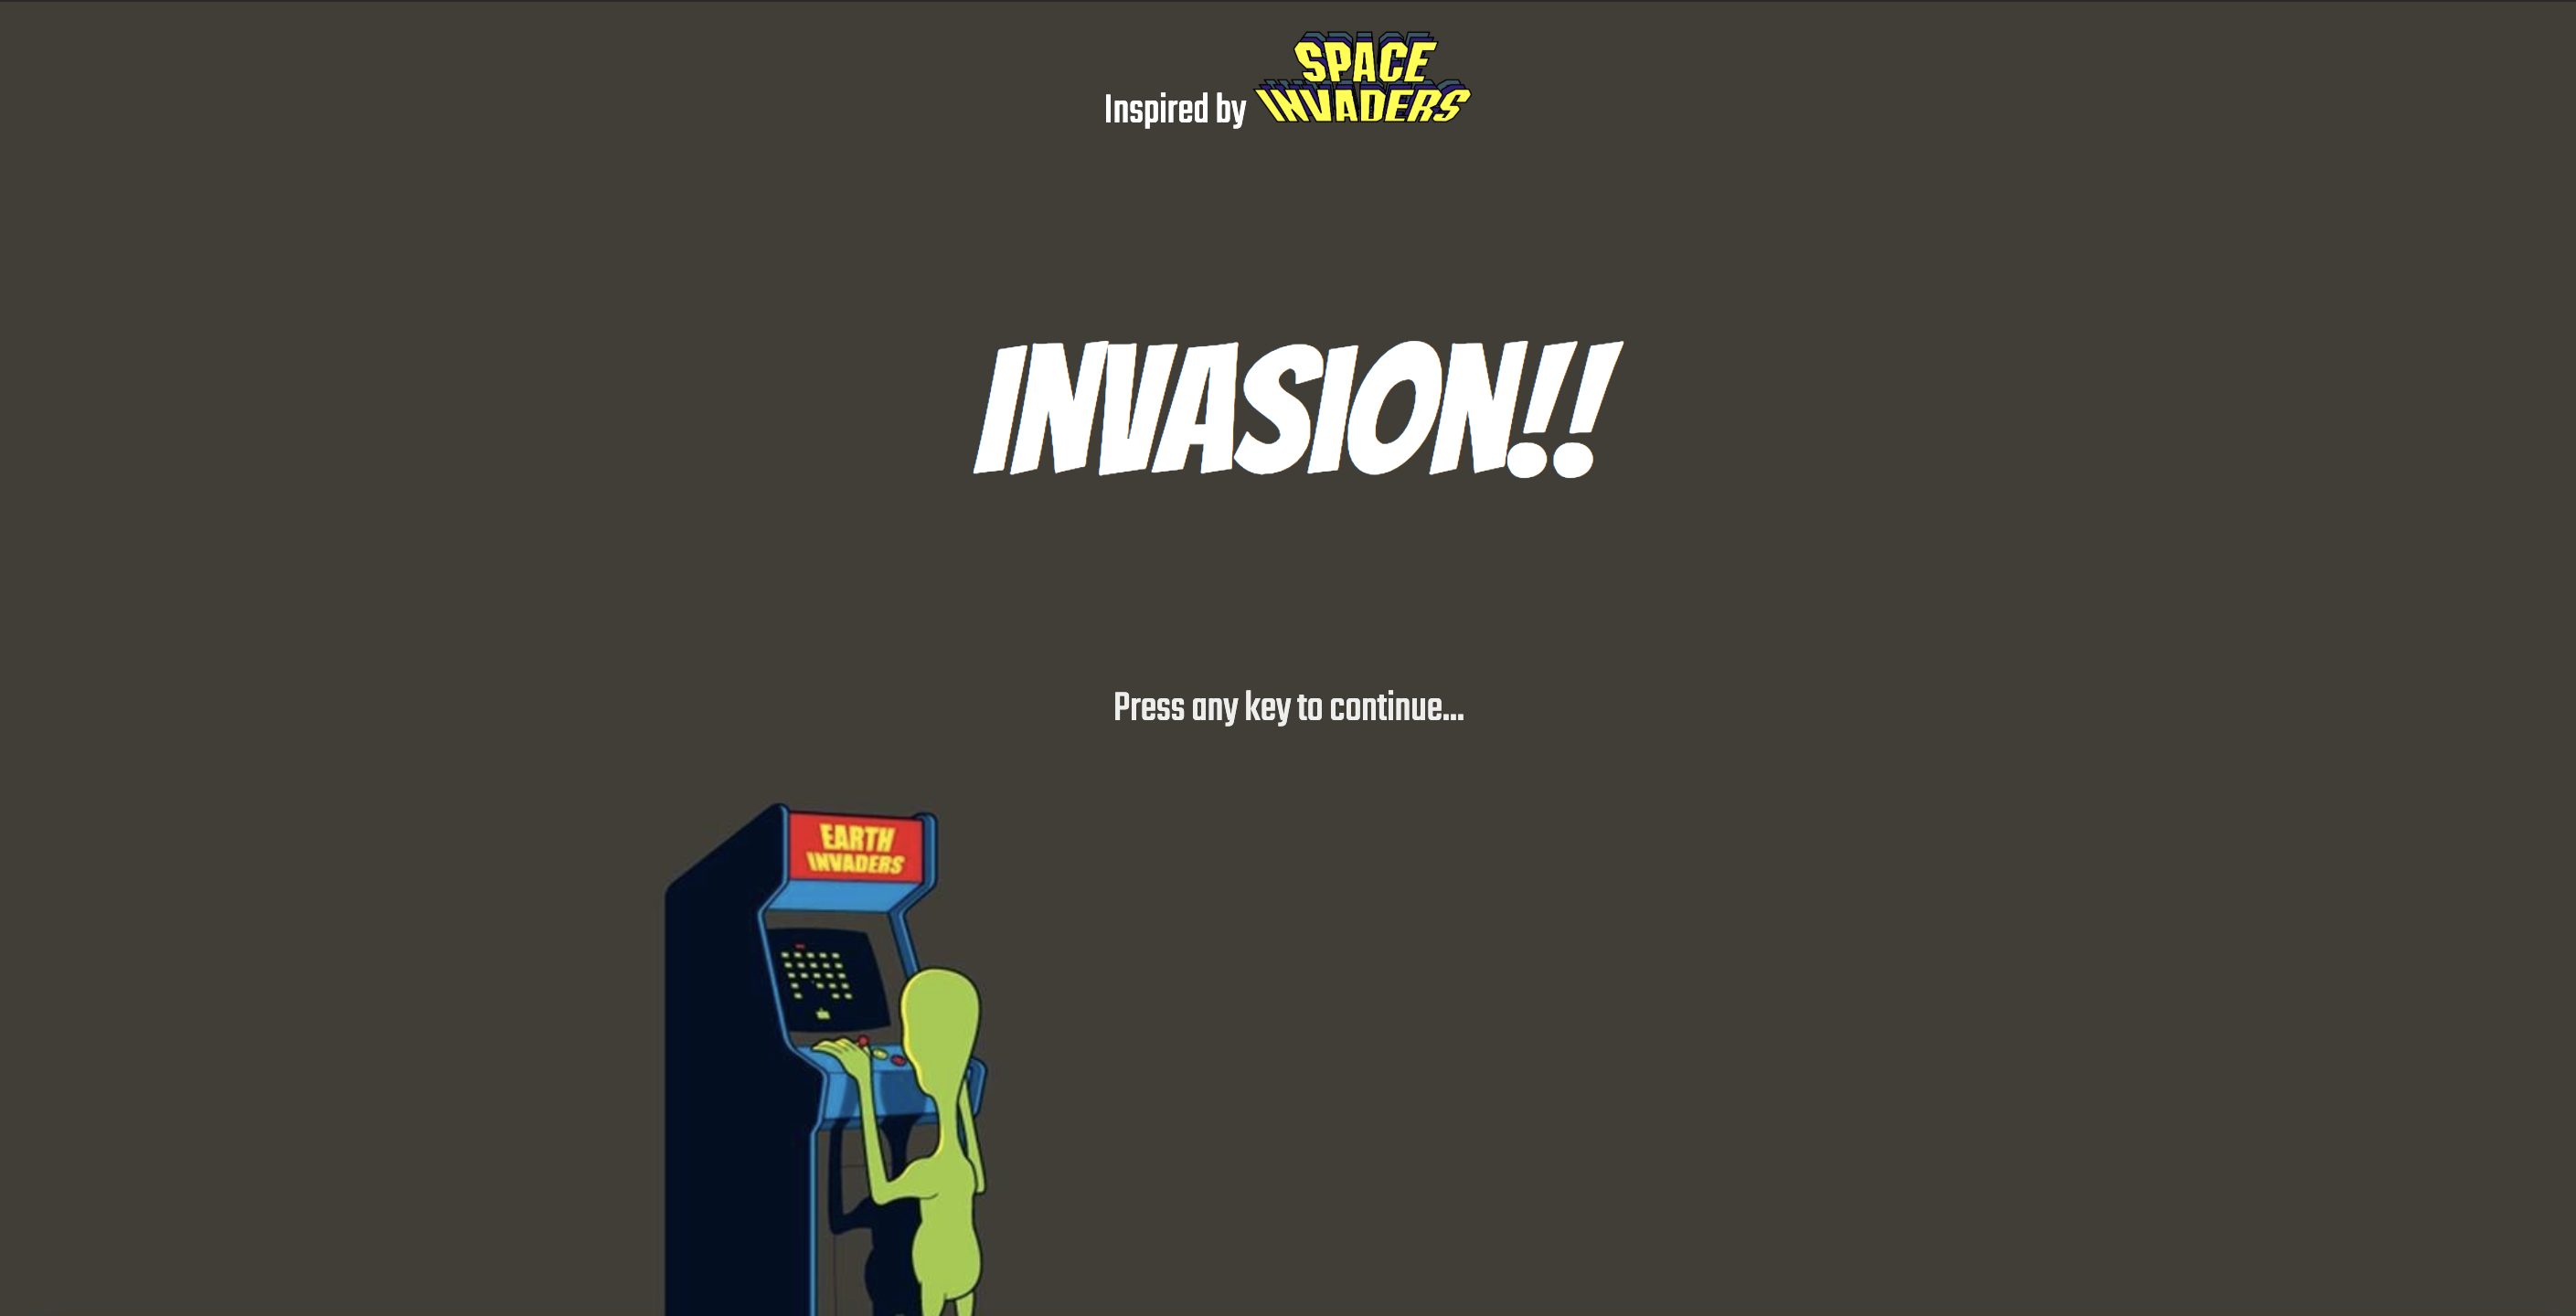 SPACE
Inspired by INVADERS
INVASION!!
Press any key to continue...
EARTH
INVADERS